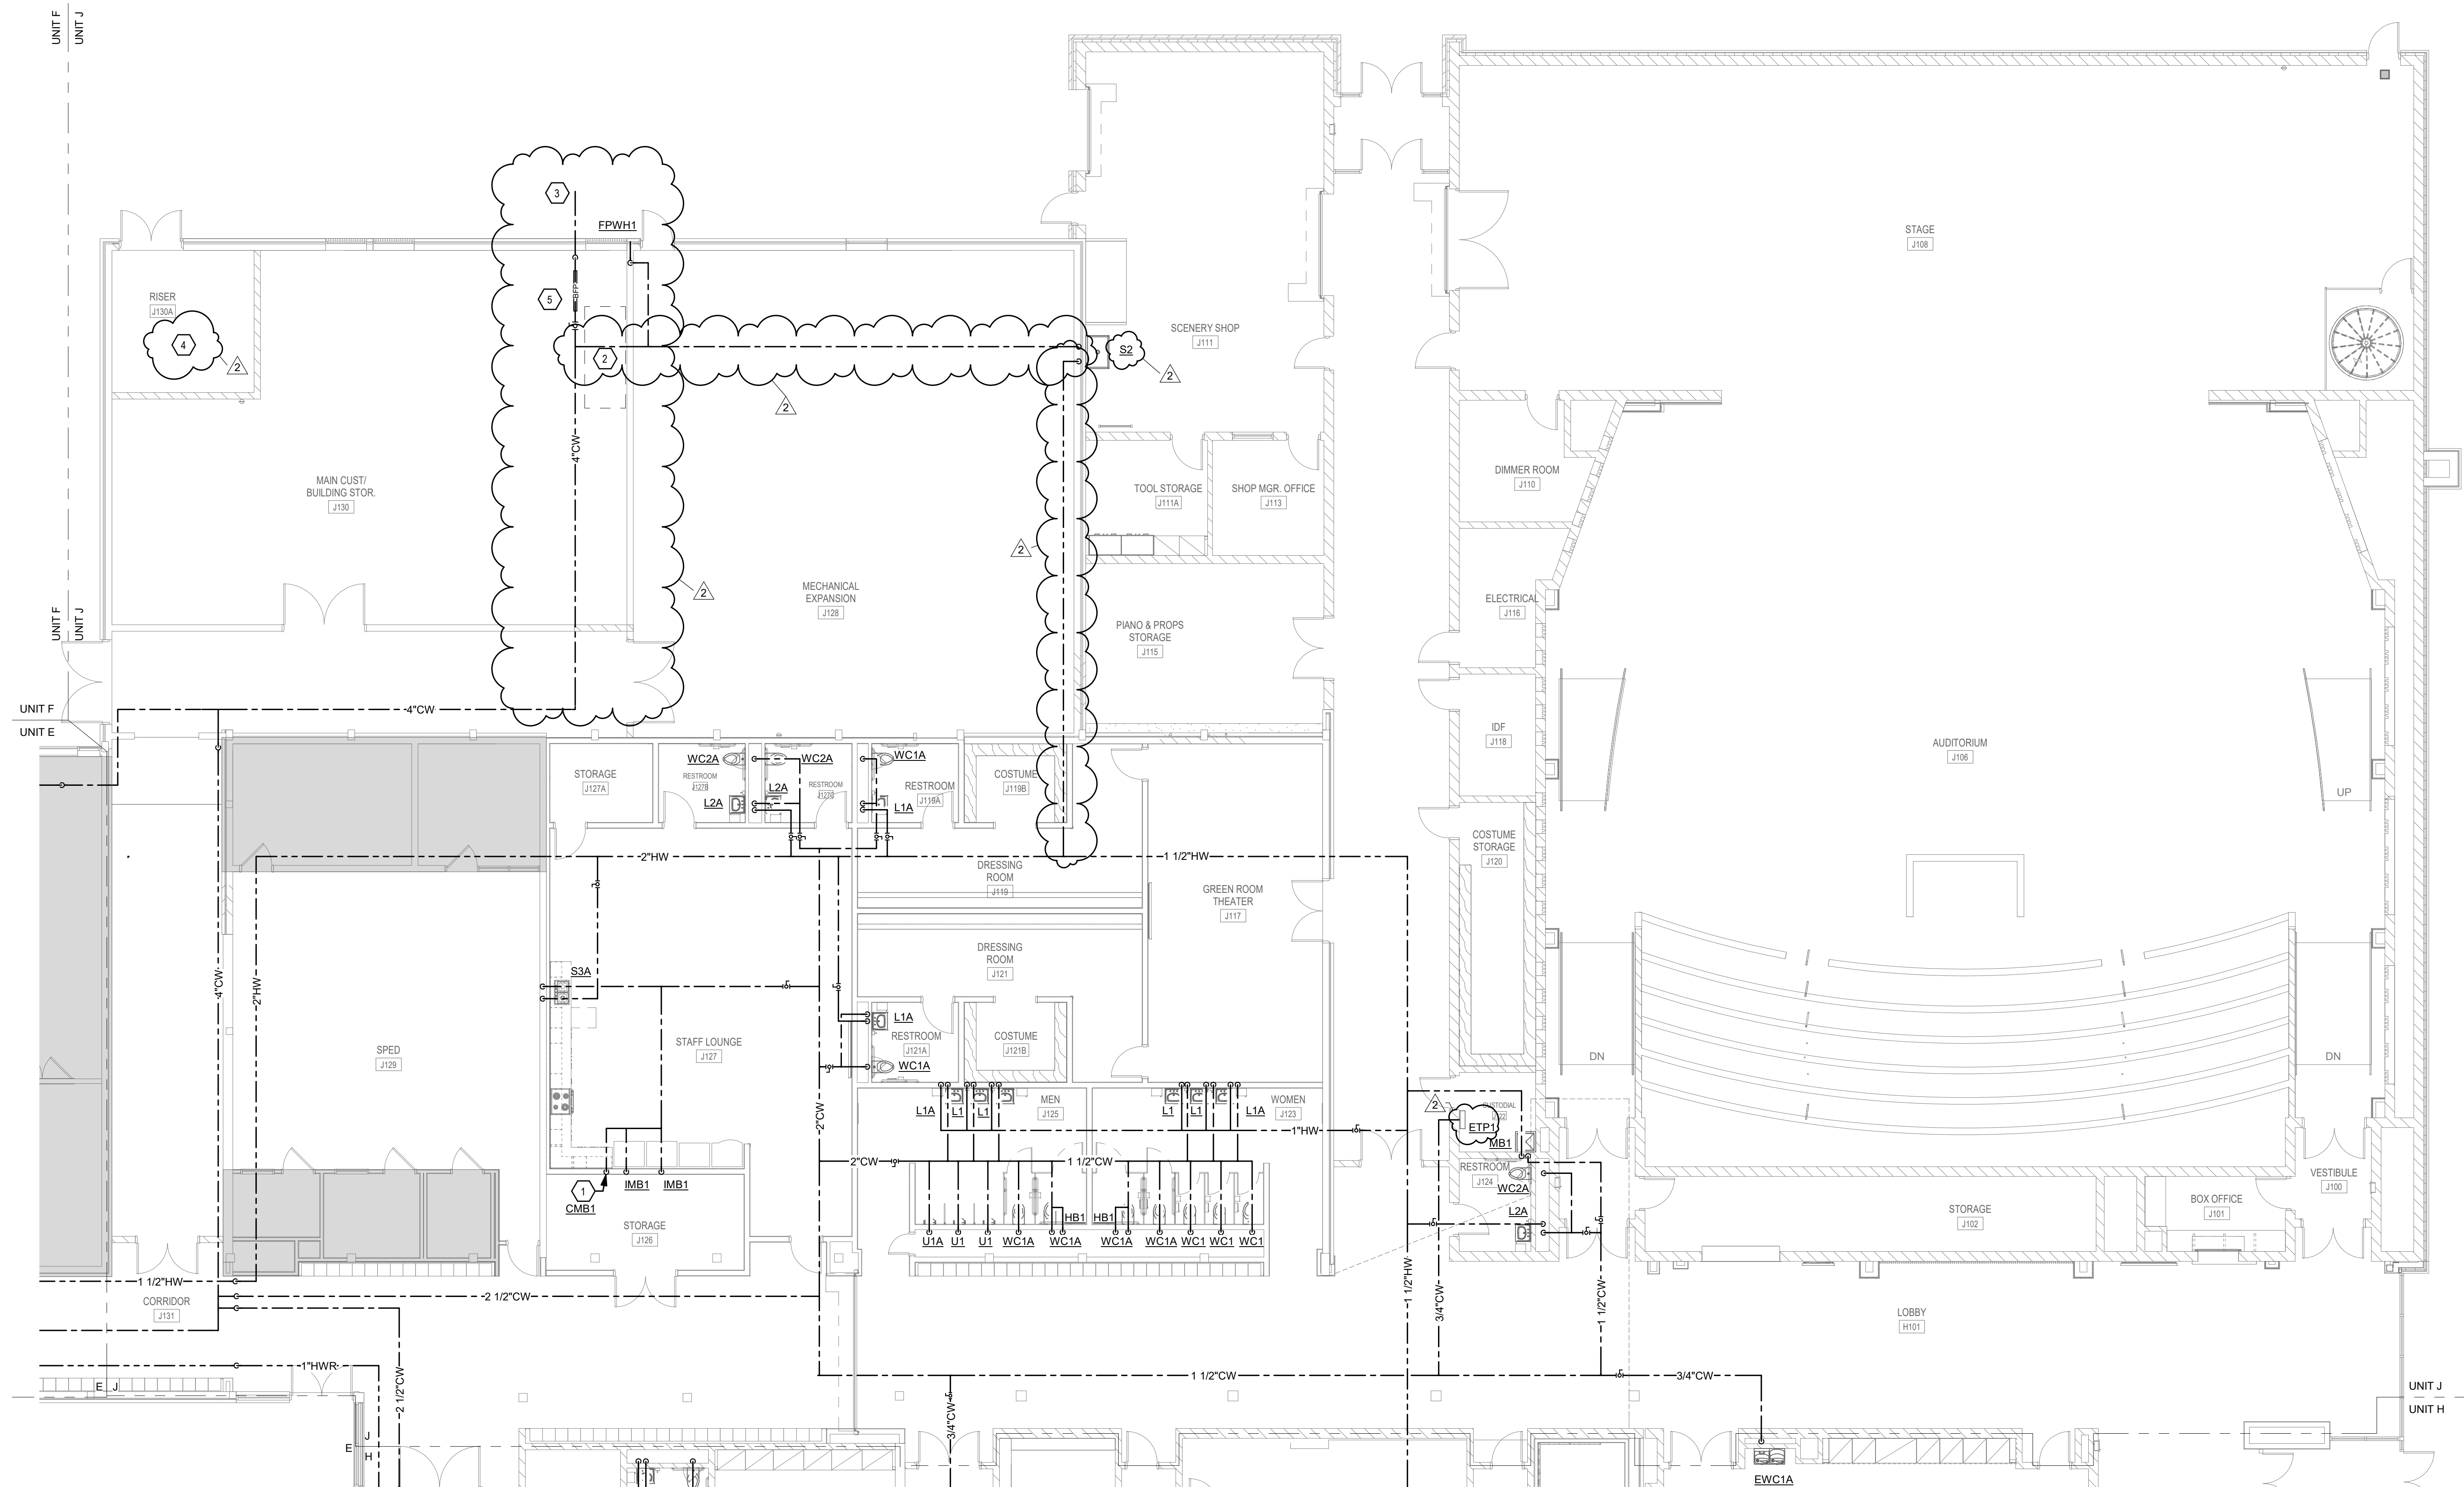 UNIT F
UNIT J
3
FPWH1
STAGE
J108
RISER
J130A
5
BFP
4
2
2
SCENERY SHOP
J111
S2
2
2
4"CW
MAIN CUST/
BUILDING STOR.
J130
TOOL STORAGE
J111A
SHOP MGR. OFFICE
J113
DIMMER ROOM
J110
2
2
MECHANICAL
EXPANSION
J128
ELECTRICAL
J116
PIANO & PROPS
STORAGE
J115
UNIT F
UNIT J
UNIT F
UNIT E
4"CW
IDF
J118
AUDITORIUM
J106
UP
STORAGE
J127A
WC2A
RESTROOM
J127B
L2A
WC2A
L2A
RESTROOM
J127C
WC1A
RESTROOM
J119A
L1A
COSTUME
J119B
COSTUME
STORAGE
J120
2"HW
1 1/2"HW
DRESSING
ROOM
J119
GREEN ROOM
THEATER
J117
DRESSING
ROOM
J121
4"CW
2"HW
S3A
SPED
J129
STAFF LOUNGE
J127
L1A
RESTROOM
J121A
WC1A
COSTUME
J121B
DN
DN
L1A
L1
L1
MEN
J125
L1
L1
L1A
WOMEN
J123
2"CW
1"HW
2
CUSTODIAL
J122
ETP1
MB1
2"CW
1 1/2"CW
RESTROOM
J124
WC2A
L2A
VESTIBULE
J100
BOX OFFICE
J101
STORAGE
J102
1
CMB1
IMB1
IMB1
STORAGE
J126
HB1
HB1
U1A
U1
U1
WC1A
WC1A
WC1A
WC1A
WC1
WC1
WC1
1 1/2"HW
2 1/2"CW
CORRIDOR
J131
1 1/2"HW
3/4"CW
1 1/2"CW
LOBBY
H101
1"HWR
2 1/2"CW
1 1/2"CW
3/4"CW
3/4"CW
E
J
E
J
H
UNIT J
UNIT H
EWC1A